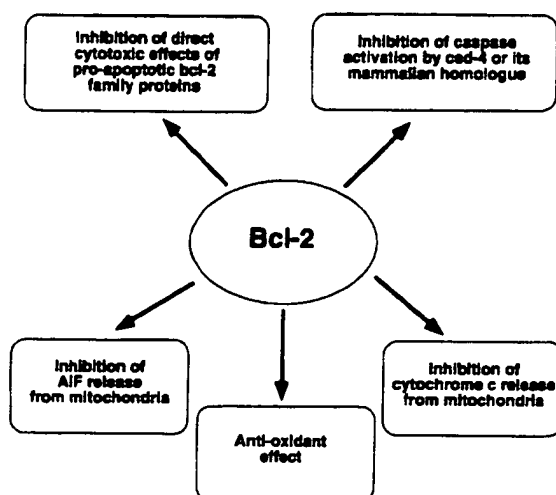 Inhibition of direct
cytotoxic effects of
pro-apoptotic bcl-2
family proteins
Inhibition of caspase
activation by ced-4 or its
mammalian homologue
Bcl-2
Inhibition of
AIF release
from mitochondria
Anti-oxidant
effect
Inhibition of
cytochrome c release
from mitochondria